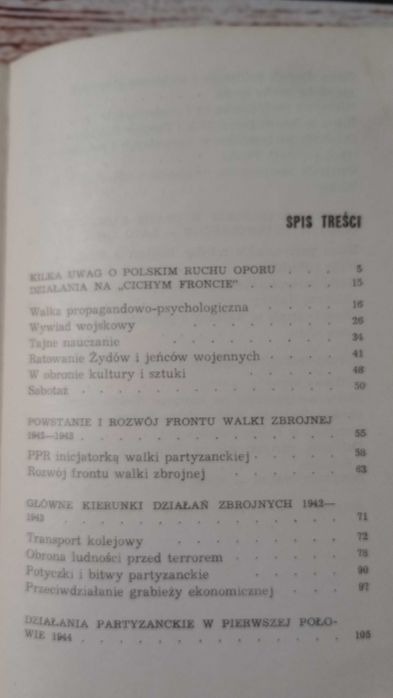 SPIS TREŚCI
KILKA UWAG O POLSKIM RUCHU OPORU . . . 5
DZIAŁANIA NA „CICHYM FRONCIE" . . . . . 15
Walka propagandowo-psychologiczna . . . . 16
Wywiad wojskowy . . . . . . . . 26
Tajne nauczanie . . . . . . . . 34
Ratowanie Żydów i jeńców wojennych . . . . 41
W obronie kultury i sztuki . . . . . . 48
Sabotaż . . . . . . . . . . 50
POWSTANIE I ROZWÓJ FRONTU WALKI ZBROJNEJ
1942—1943 . . . . . . . . . . 55
PPR inicjatorką walki partyzanckiej . . . . 58
Rozwój frontu walki zbrojnej . . . . . 63
GŁÓWNE KIERUNKI DZIAŁAŃ ZBROJNYCH 1942—
1943 . . . . . . . . . . . 71
Transport kolejowy . . . . . . . 72
Obrona ludności przed terrorem . . . . . 78
Potyczki i bitwy partyzanckie . . . . . 90
Przeciwdziałanie grabieży ekonomicznej . . . 97
DZIAŁANIA PARTYZANCKIE W PIERWSZEJ POŁO-
WIE 1944 . . . . . . . . . . 105